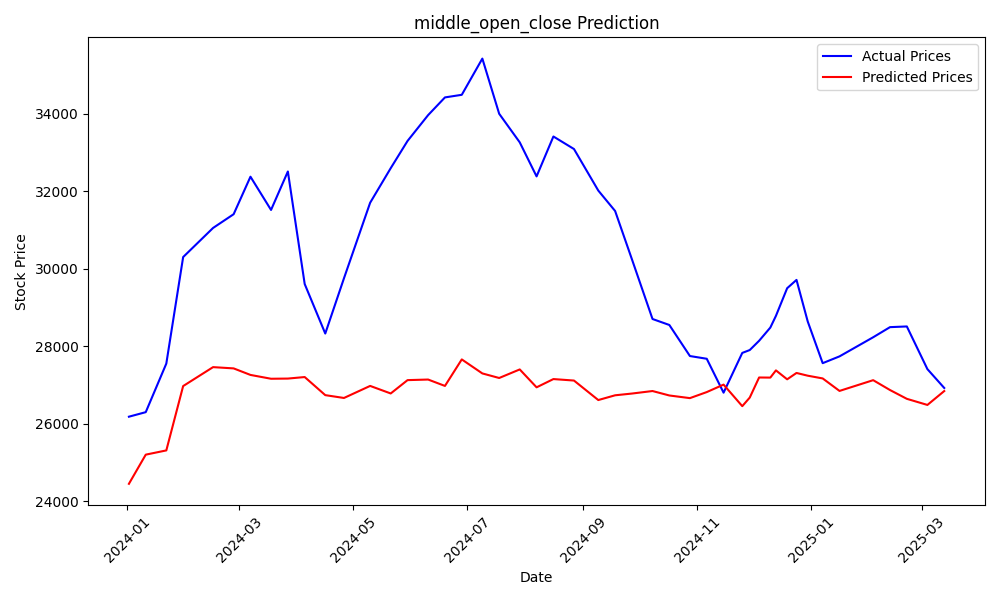 middle_open_close Prediction
Actual Prices
Predicted Prices
Stock Price
34000
32000
30000
28000
26000
24000
2024-01
2024-03
2024-05
2024-07
2024-09
2024-11
2025-01
2025-03
Date